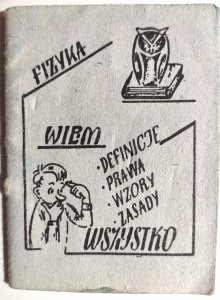 FIZYKA
WIEM
· DEFINICJE
· PRAWA
· WZORY
· ZASADY
WSZYSTKO